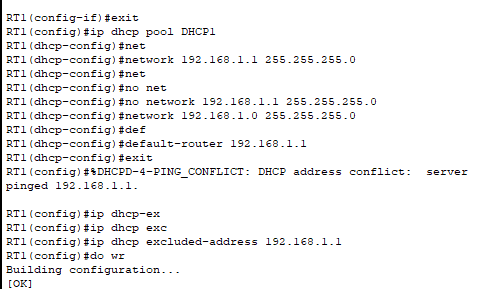 RT1(config-if)#exit
RT1(config)#ip dhcp pool DHCP1
RT1(dhcp-config)#net
RT1(dhcp-config)#network 192.168.1.1 255.255.255.0
RT1(dhcp-config)#net
RT1(dhcp-config)#no net
RT1(dhcp-config)#no network 192.168.1.1 255.255.255.0
RT1(dhcp-config)#network 192.168.1.0 255.255.255.0
RT1(dhcp-config)#def
RT1(dhcp-config)#default-router 192.168.1.1
RT1(dhcp-config)#exit
RT1(config)#%DHCPD-4-PING_CONFLICT: DHCP address conflict:  server
pinged 192.168.1.1.
RT1(config)#ip dhcp-ex
RT1(config)#ip dhcp exc
RT1(config)#ip dhcp excluded-address 192.168.1.1
RT1(config)#do wr
Building configuration...
[OK]